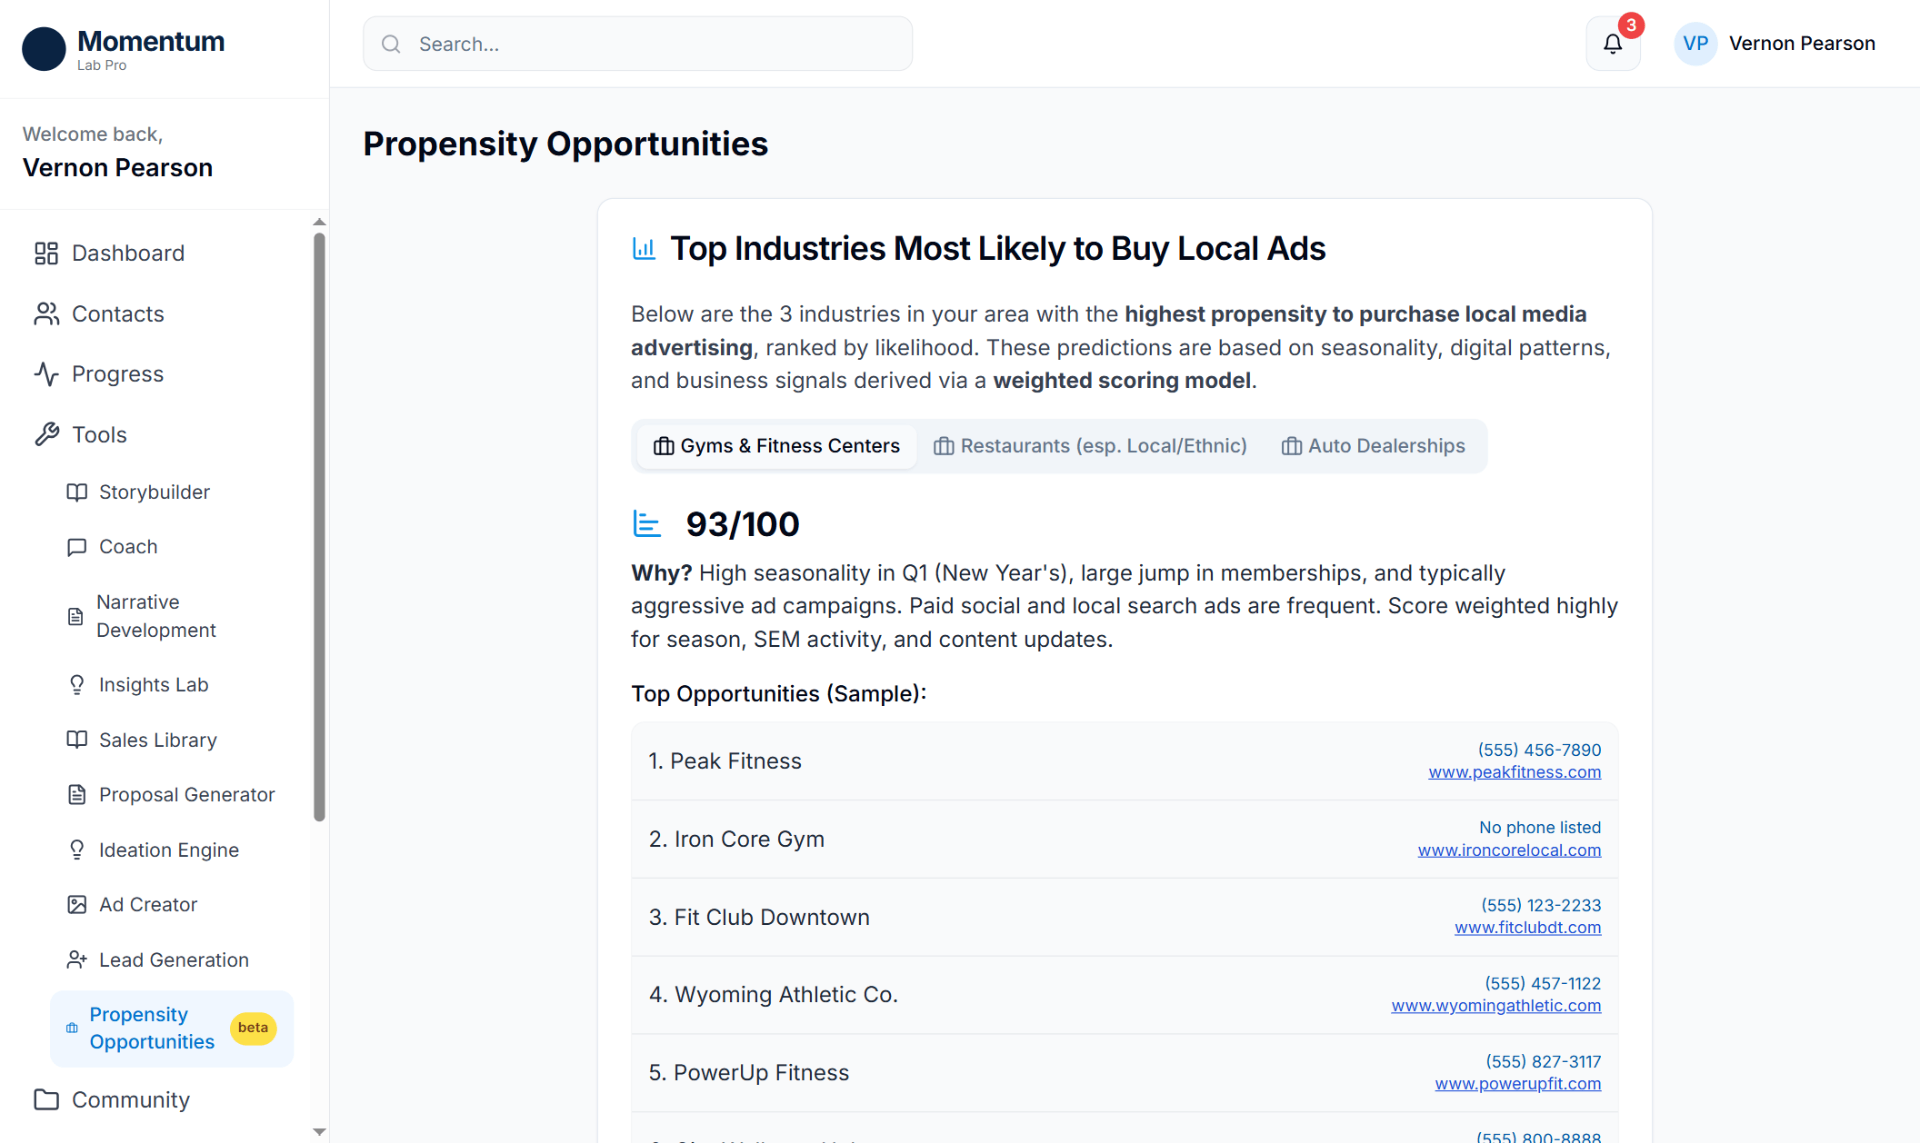 Momentum
Lab Pro
Search...
3
VP
Vernon Pearson
Welcome back,
Vernon Pearson
Dashboard
Contacts
Progress
Tools
Storybuilder
Coach
Narrative
Development
Insights Lab
Sales Library
Proposal Generator
Ideation Engine
Ad Creator
Lead Generation
Propensity
Opportunities
beta
Community
Propensity Opportunities
Top Industries Most Likely to Buy Local Ads
Below are the 3 industries in your area with the highest propensity to purchase local media
advertising, ranked by likelihood. These predictions are based on seasonality, digital patterns,
and business signals derived via a weighted scoring model.
Gyms & Fitness Centers
Restaurants (esp. Local/Ethnic)
Auto Dealerships
93/100
Why? High seasonality in Q1 (New Year's), large jump in memberships, and typically
aggressive ad campaigns. Paid social and local search ads are frequent. Score weighted highly
for season, SEM activity, and content updates.
Top Opportunities (Sample):
1. Peak Fitness
(555) 456-7890
www.peakfitness.com
2. Iron Core Gym
No phone listed
www.ironcorelocal.com
3. Fit Club Downtown
(555) 123-2233
www.fitclubdt.com
4. Wyoming Athletic Co.
(555) 457-1122
www.wyomingathletic.com
5. PowerUp Fitness
(555) 827-3117
www.powerupfit.com
(555) 800-8888